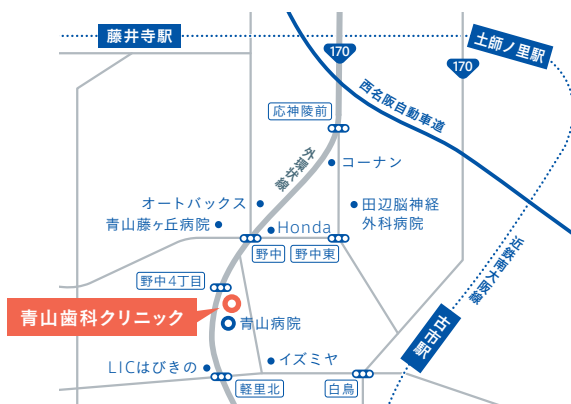 藤井寺駅
170
土師ノ里駅
170
西名阪自動車道
応神陵前
外環状線
コーナン
オートバックス
田辺脳神経
外科病院
青山藤ヶ丘病院
Honda
野中
野中東
近鉄南大阪線
野中4丁目
青山歯科クリニック
青山病院
古市駅
イズミヤ
LICはびきの
軽里北
白鳥